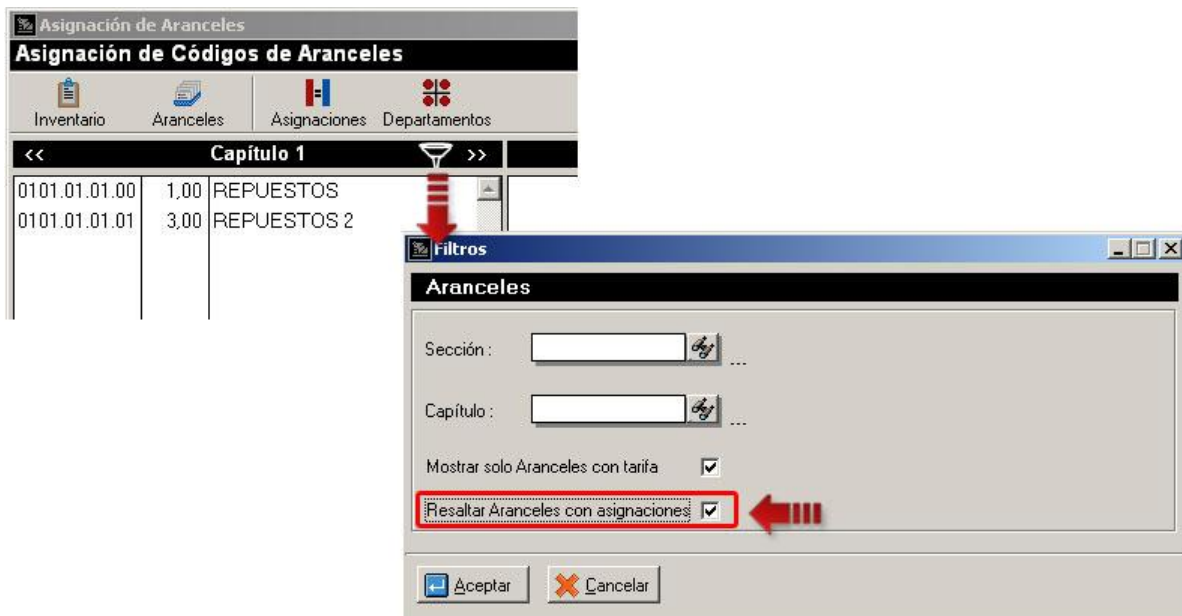 Asignación de Aranceles
Asignación de Códigos de Aranceles
Inventario Aranceles Asignaciones Departamentos
<< Capítulo 1 >>
0101.01.01.00 1,00 REPUESTOS
0101.01.01.01 3,00 REPUESTOS 2
Filtros
Aranceles
Sección :
...
Capítulo :
...
Mostrar solo Aranceles con tarifa
Resaltar Aranceles con asignaciones
Aceptar Cancelar